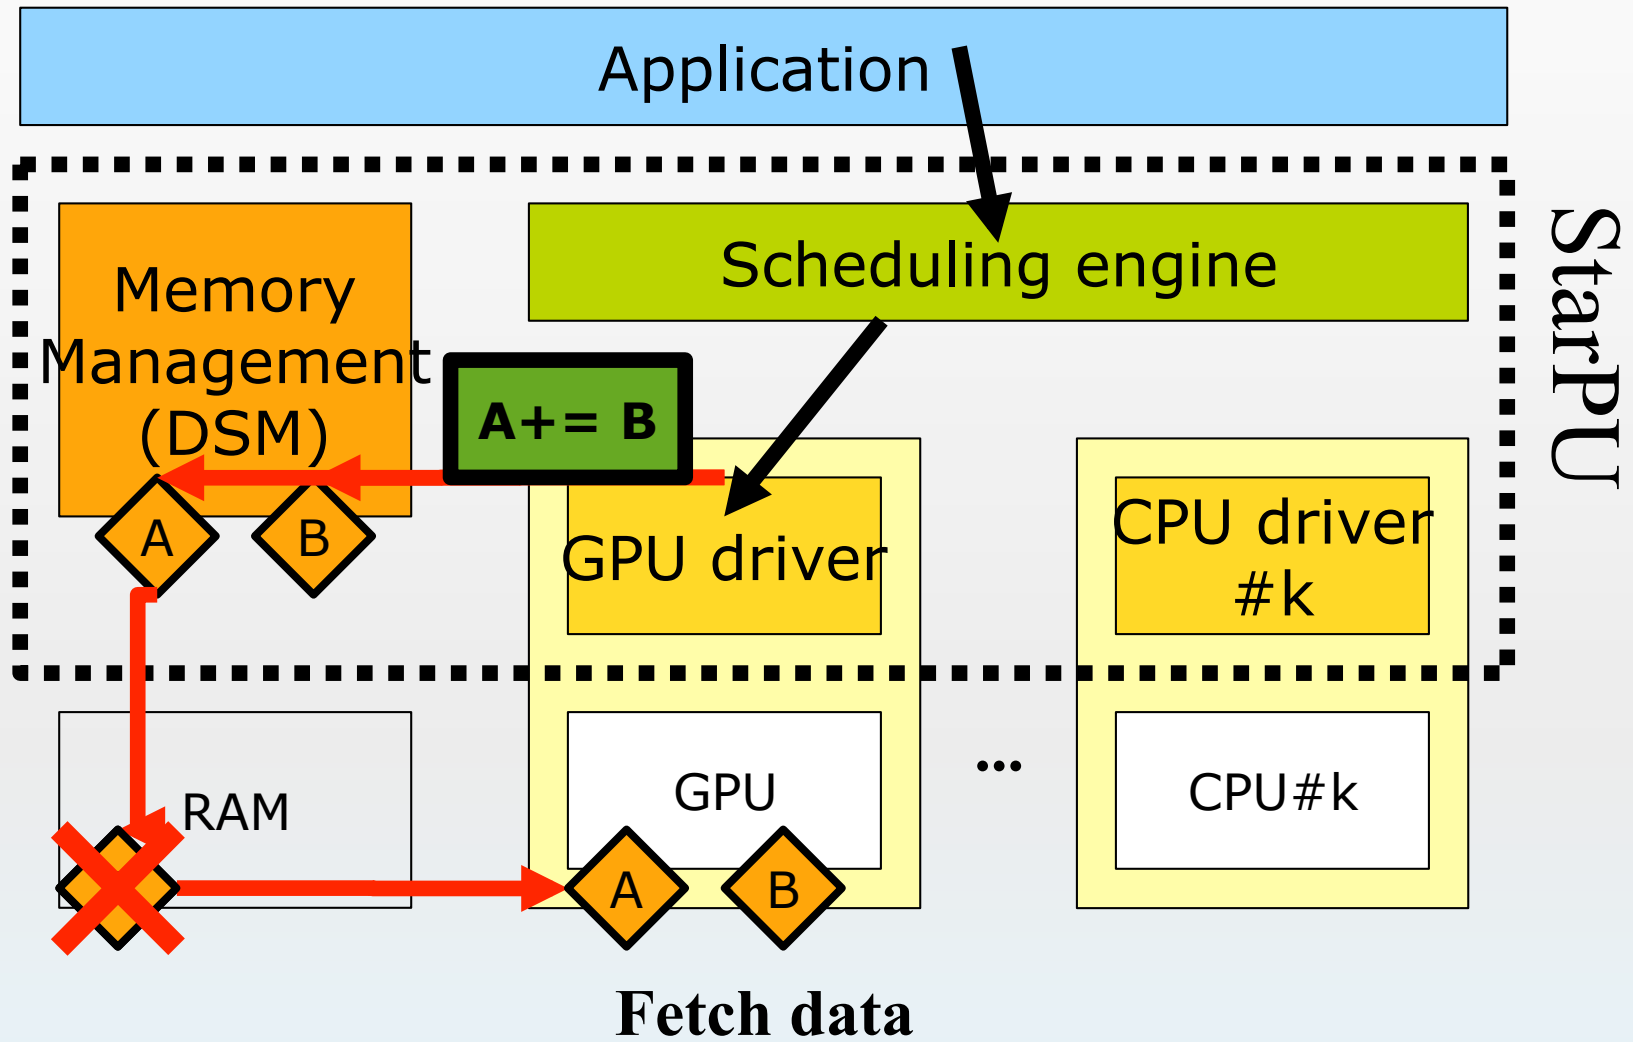 Application
StarPU
Scheduling engine
Memory
Management
(DSM)
A+= B
A
B
GPU driver
CPU driver
#k
RAM
GPU
...
CPU#k
A
B
Fetch data